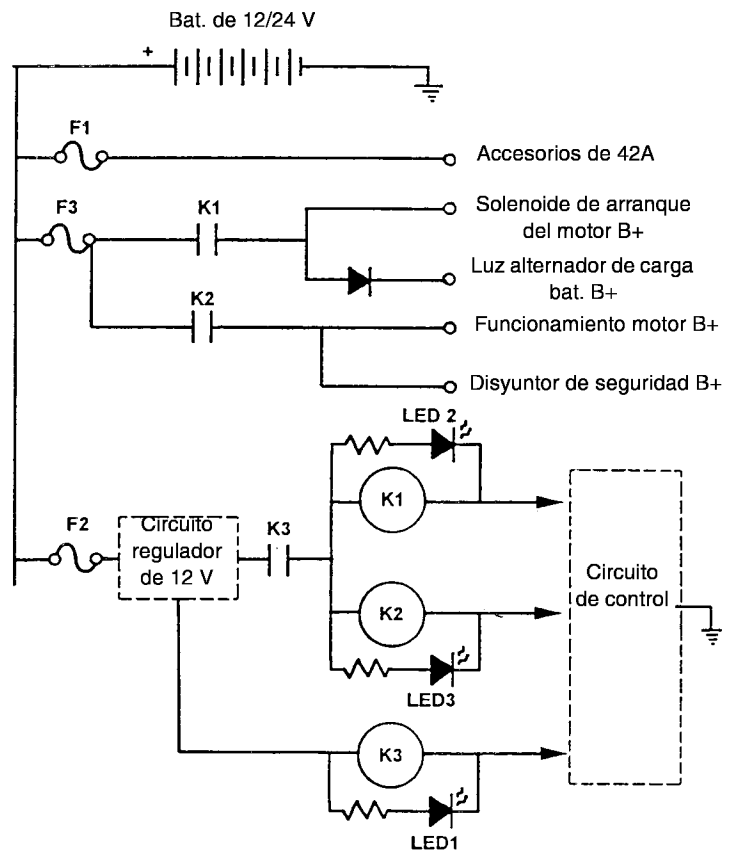 Bat. de 12/24 V
+
F1
Accesorios de 42A
F3
K1
Solenoide de arranque
del motor B+
Luz alternador de carga
bat. B+
K2
Funcionamiento motor B+
Disyuntor de seguridad B+
LED 2
K1
F2
Circuito
regulador
de 12 V
K3
Circuito
de control
K2
LED3
K3
LED1